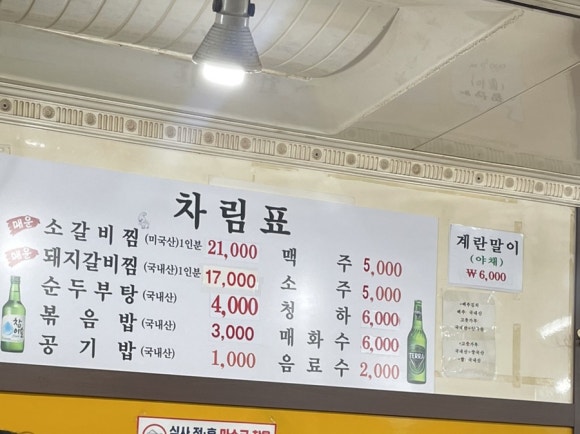 차림표
매운 소갈비찜 (미국산)1인분 21,000
매운 돼지갈비찜 (국내산)1인분 17,000
순두부탕 (국내산) 4,000
볶음밥 (국내산) 3,000
공기밥 (국내산) 1,000
맥주 5,000
소주 5,000
청하 6,000
매화수 6,000
음료수 2,000
계란말이
(야채)
₩ 6,000
TERRA